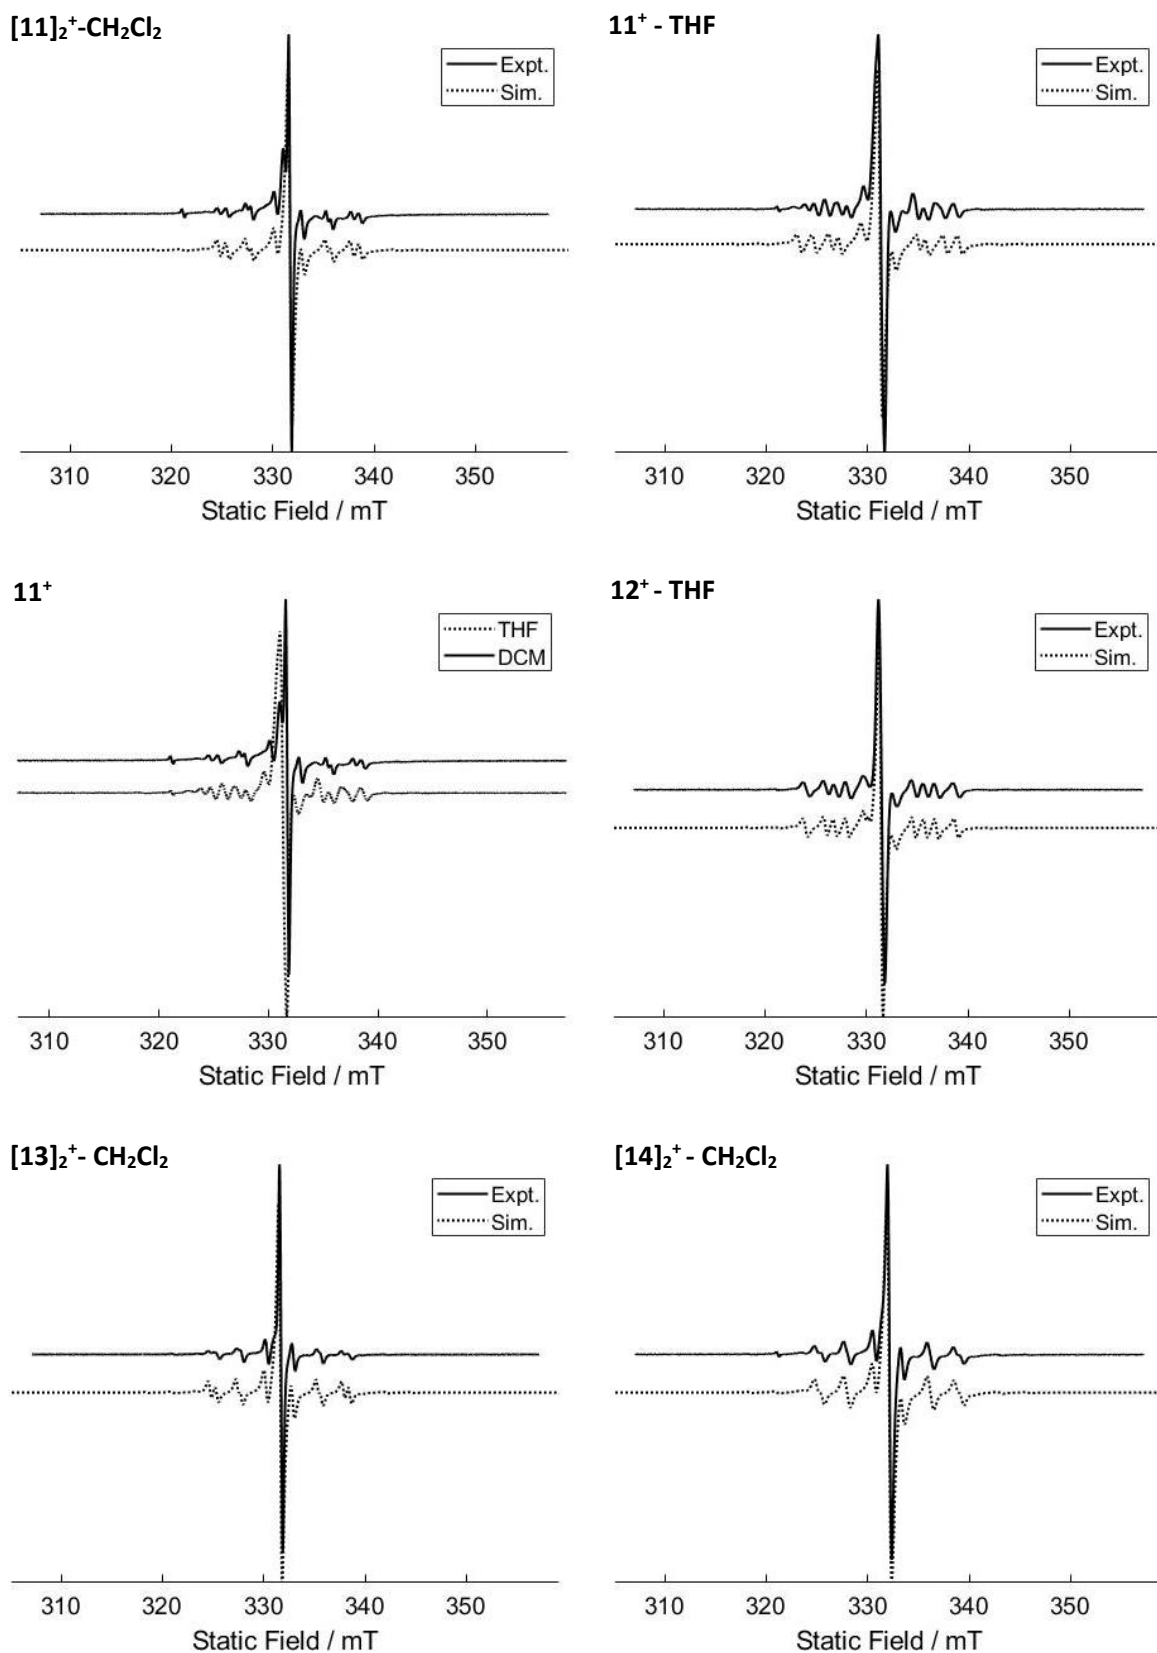 [11]₂⁺-CH₂Cl₂
Expt.
Sim.
310 320 330 340 350
Static Field / mT
11⁺ - THF
Expt.
Sim.
310 320 330 340 350
Static Field / mT
11⁺
THF
DCM
310 320 330 340 350
Static Field / mT
12⁺ - THF
Expt.
Sim.
310 320 330 340 350
Static Field / mT
[13]₂⁺- CH₂Cl₂
Expt.
Sim.
310 320 330 340 350
Static Field / mT
[14]₂⁺ - CH₂Cl₂
Expt.
Sim.
310 320 330 340 350
Static Field / mT